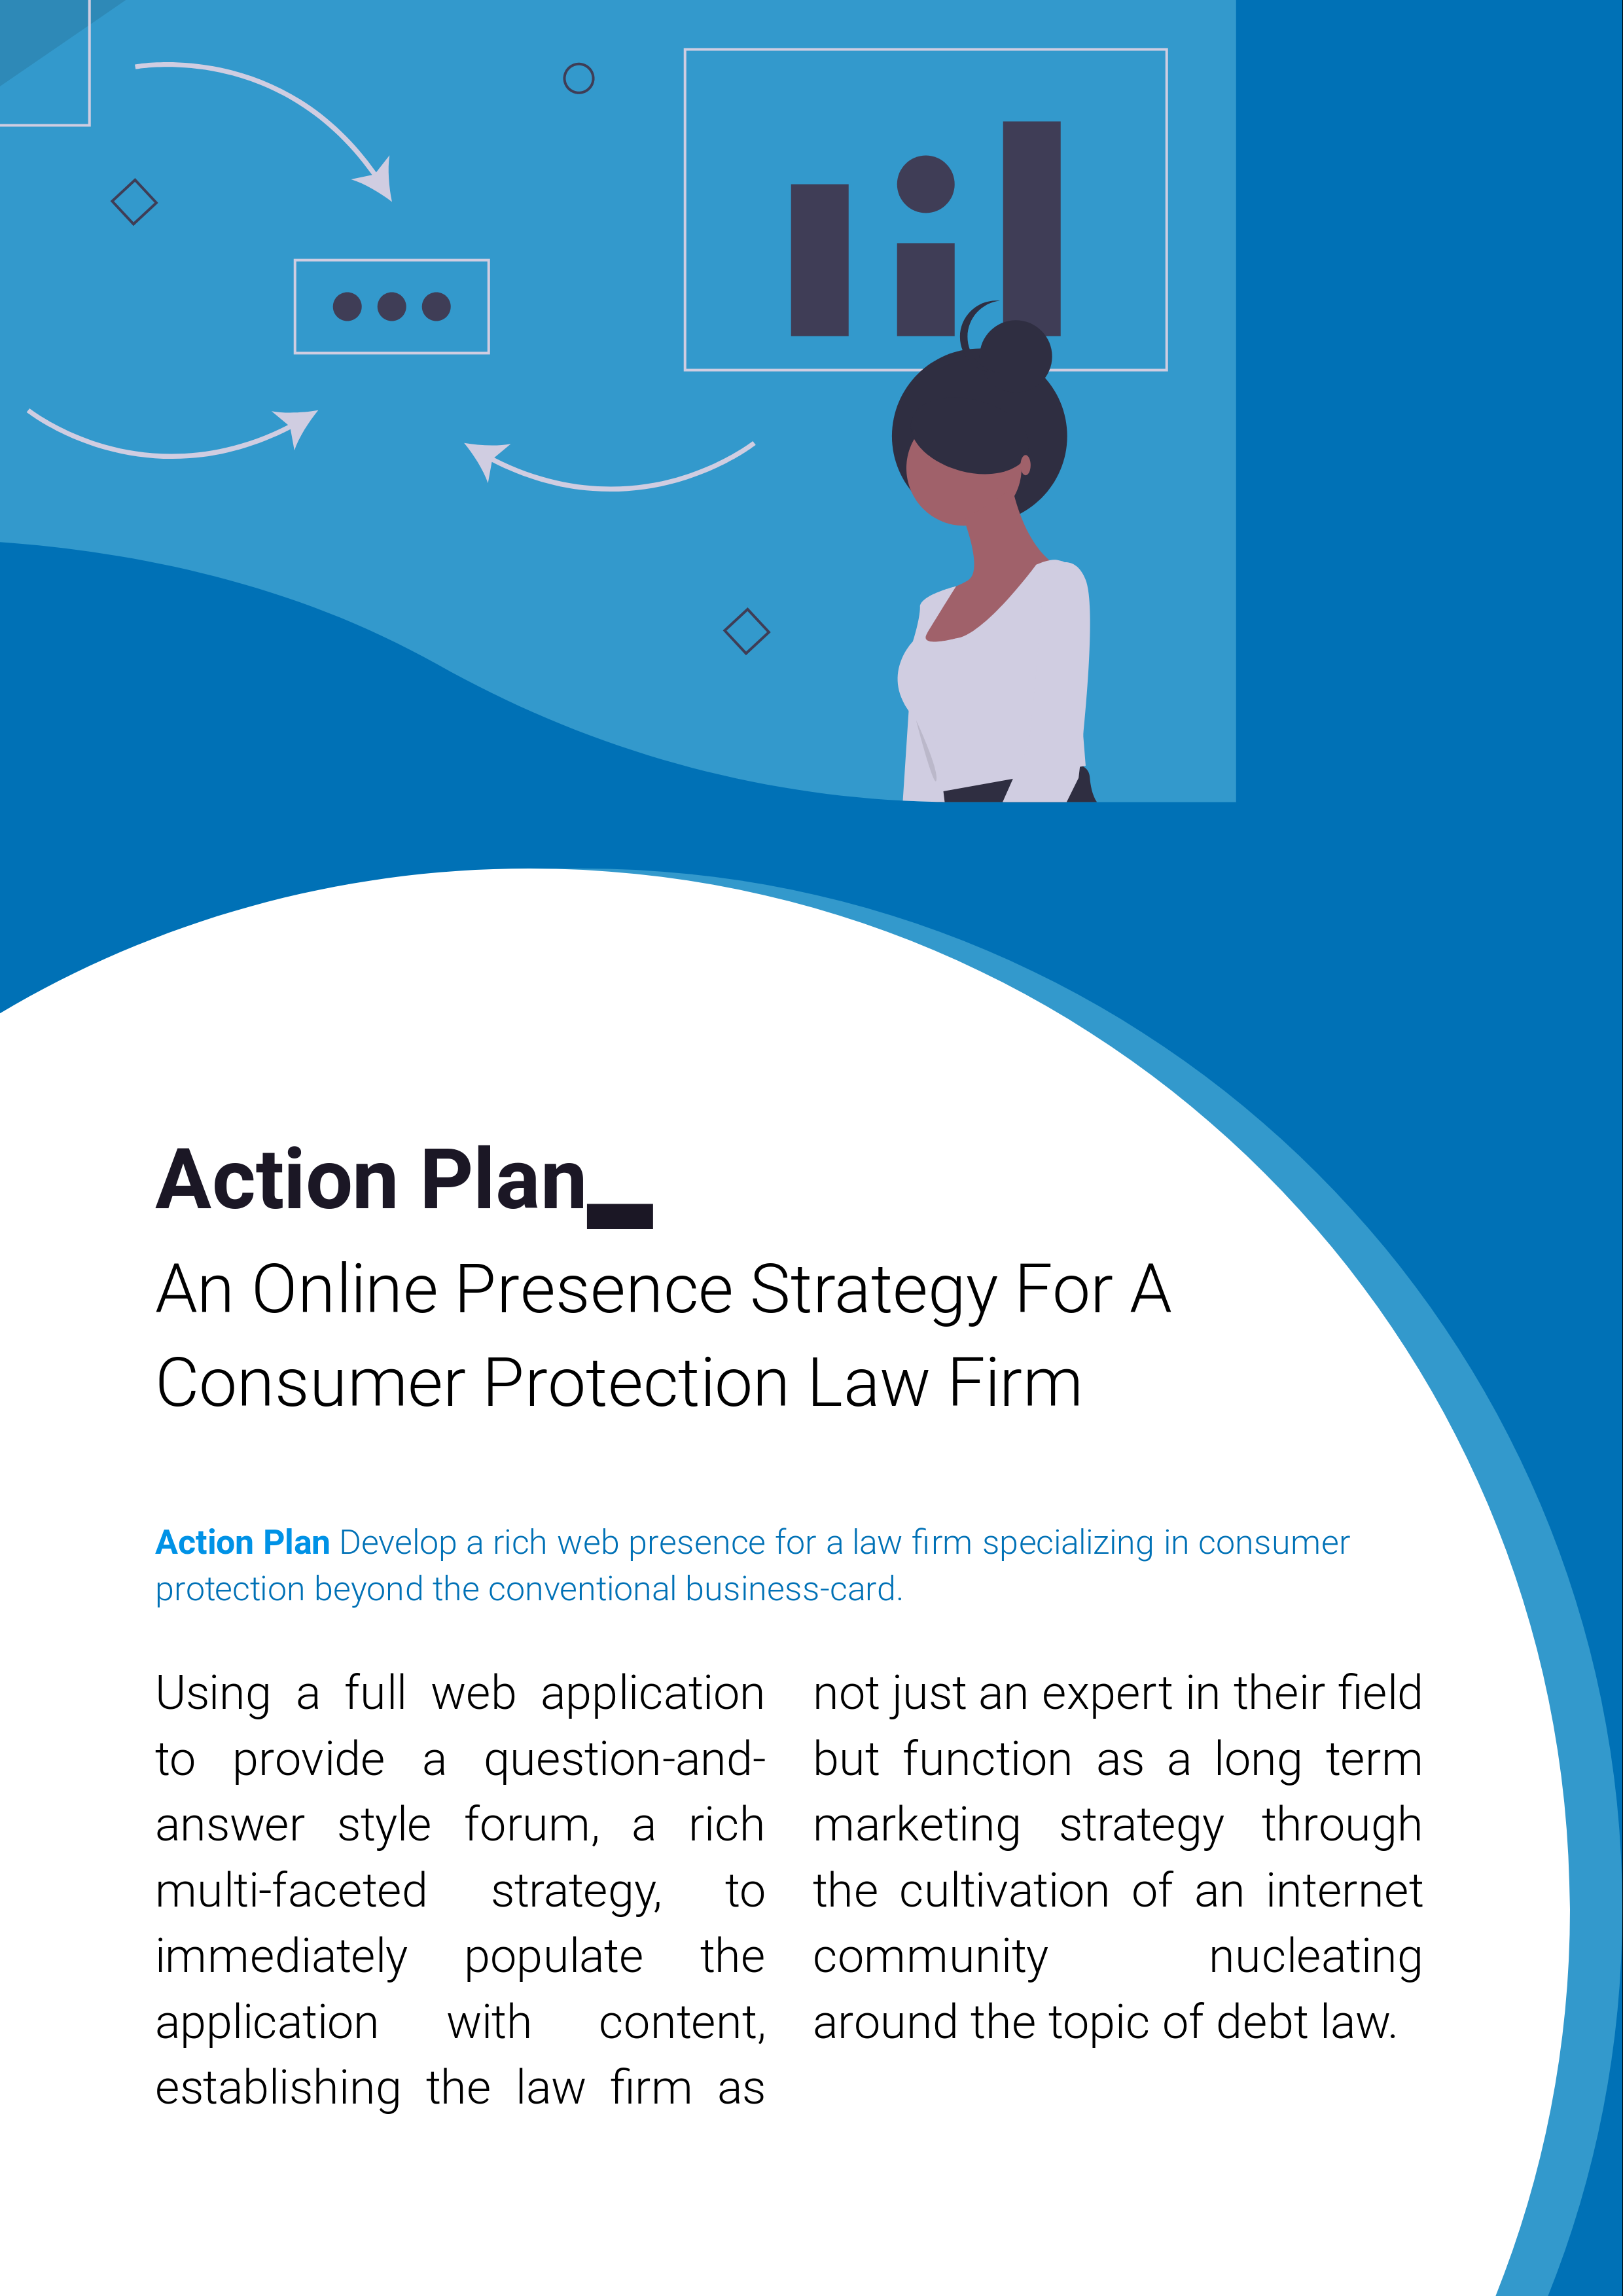 Action Plan_
An Online Presence Strategy For A
Consumer Protection Law Firm
Action Plan Develop a rich web presence for a law firm specializing in consumer
protection beyond the conventional business-card.
Using a full web application
to provide a question-and-
answer style forum, a rich
multi-faceted strategy, to
immediately populate the
application with content,
establishing the law firm as
not just an expert in their field
but function as a long term
marketing strategy through
the cultivation of an internet
community nucleating
around the topic of debt law.